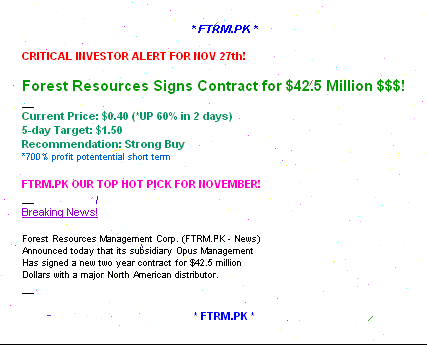 *FTRM.PK*
CRITICAL INVESTOR ALERT FOR NOV 27th!
Forest Resources Signs Contract for $42.5 Million $$$!
Current Price: $0.40 (*UP 60% in 2 days)
5-day Target: $1.50
Recommendation: Strong Buy
*700% profit potentential short term
FTRM.PK OUR TOP HOT PICK FOR NOVEMBER!
Breaking News!
Forest Resources Management Corp. (FTRM.PK - News)
Announced today that its subsidiary Opus Management
Has signed a new two year contract for $42.5 million
Dollars with a major North American distributor.
* FTRM.PK *